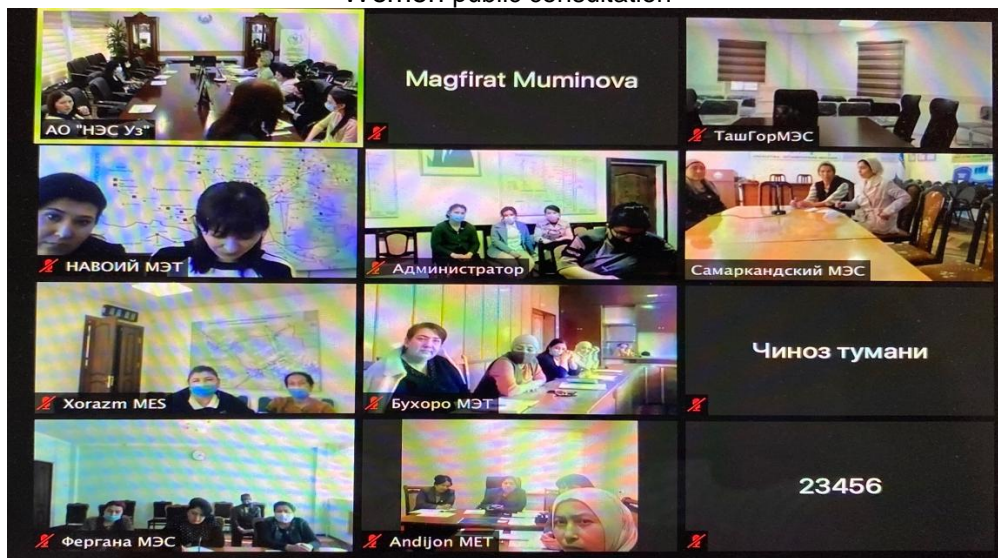 Women public consultation
АО "НЭС Уз"
Magfirat Muminova
ТашГорМЭС
НАВОИЙ МЭТ
Администратор
Самаркандский МЭС
Xorazm MES
Бухоро МЭТ
Чиноз тумани
Фергана МЭС
Andijon MET
23456